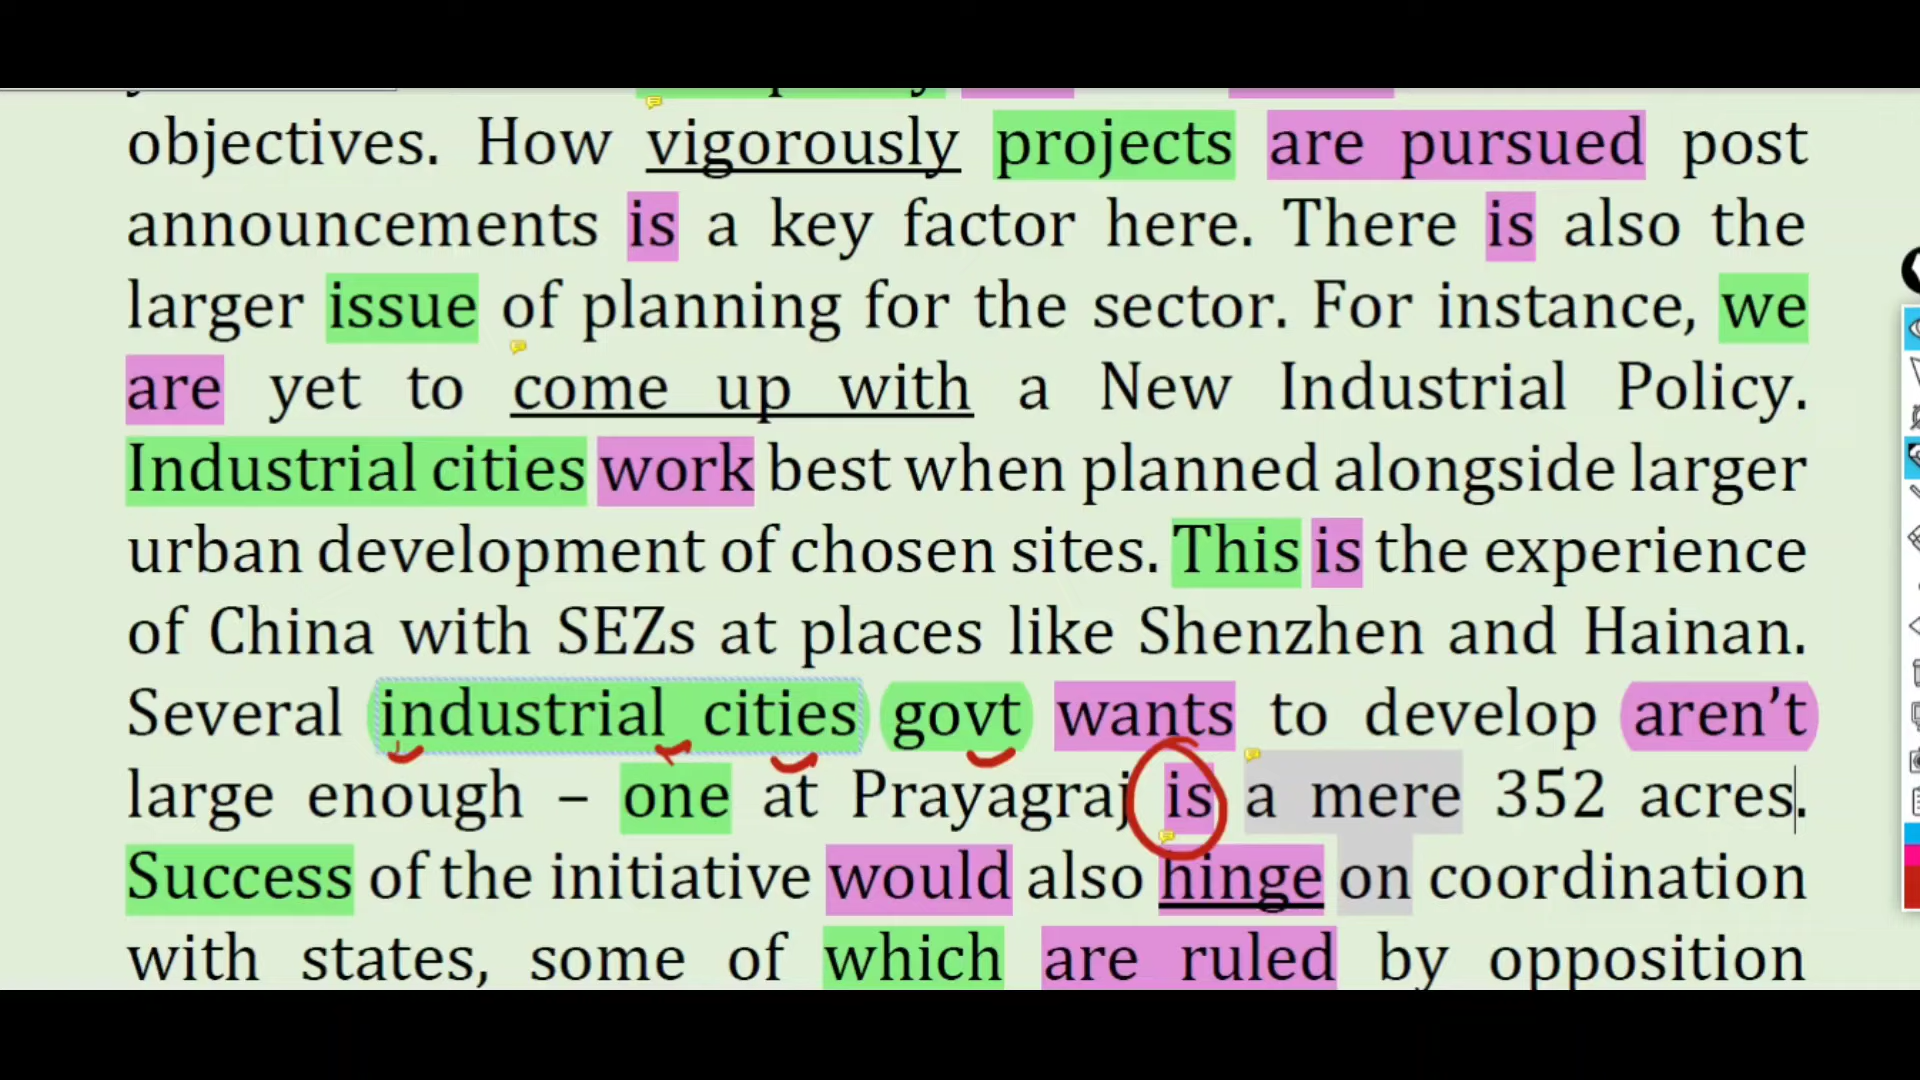 objectives. How vigorously projects are pursued post
announcements is a key factor here. There is also the
larger issue of planning for the sector. For instance, we
are yet to come up with a New Industrial Policy.
Industrial cities work best when planned alongside larger
urban development of chosen sites. This is the experience
of China with SEZs at places like Shenzhen and Hainan.
Several industrial cities govt wants to develop aren’t
large enough – one at Prayagraj is a mere 352 acres.
Success of the initiative would also hinge on coordination
with states, some of which are ruled by opposition